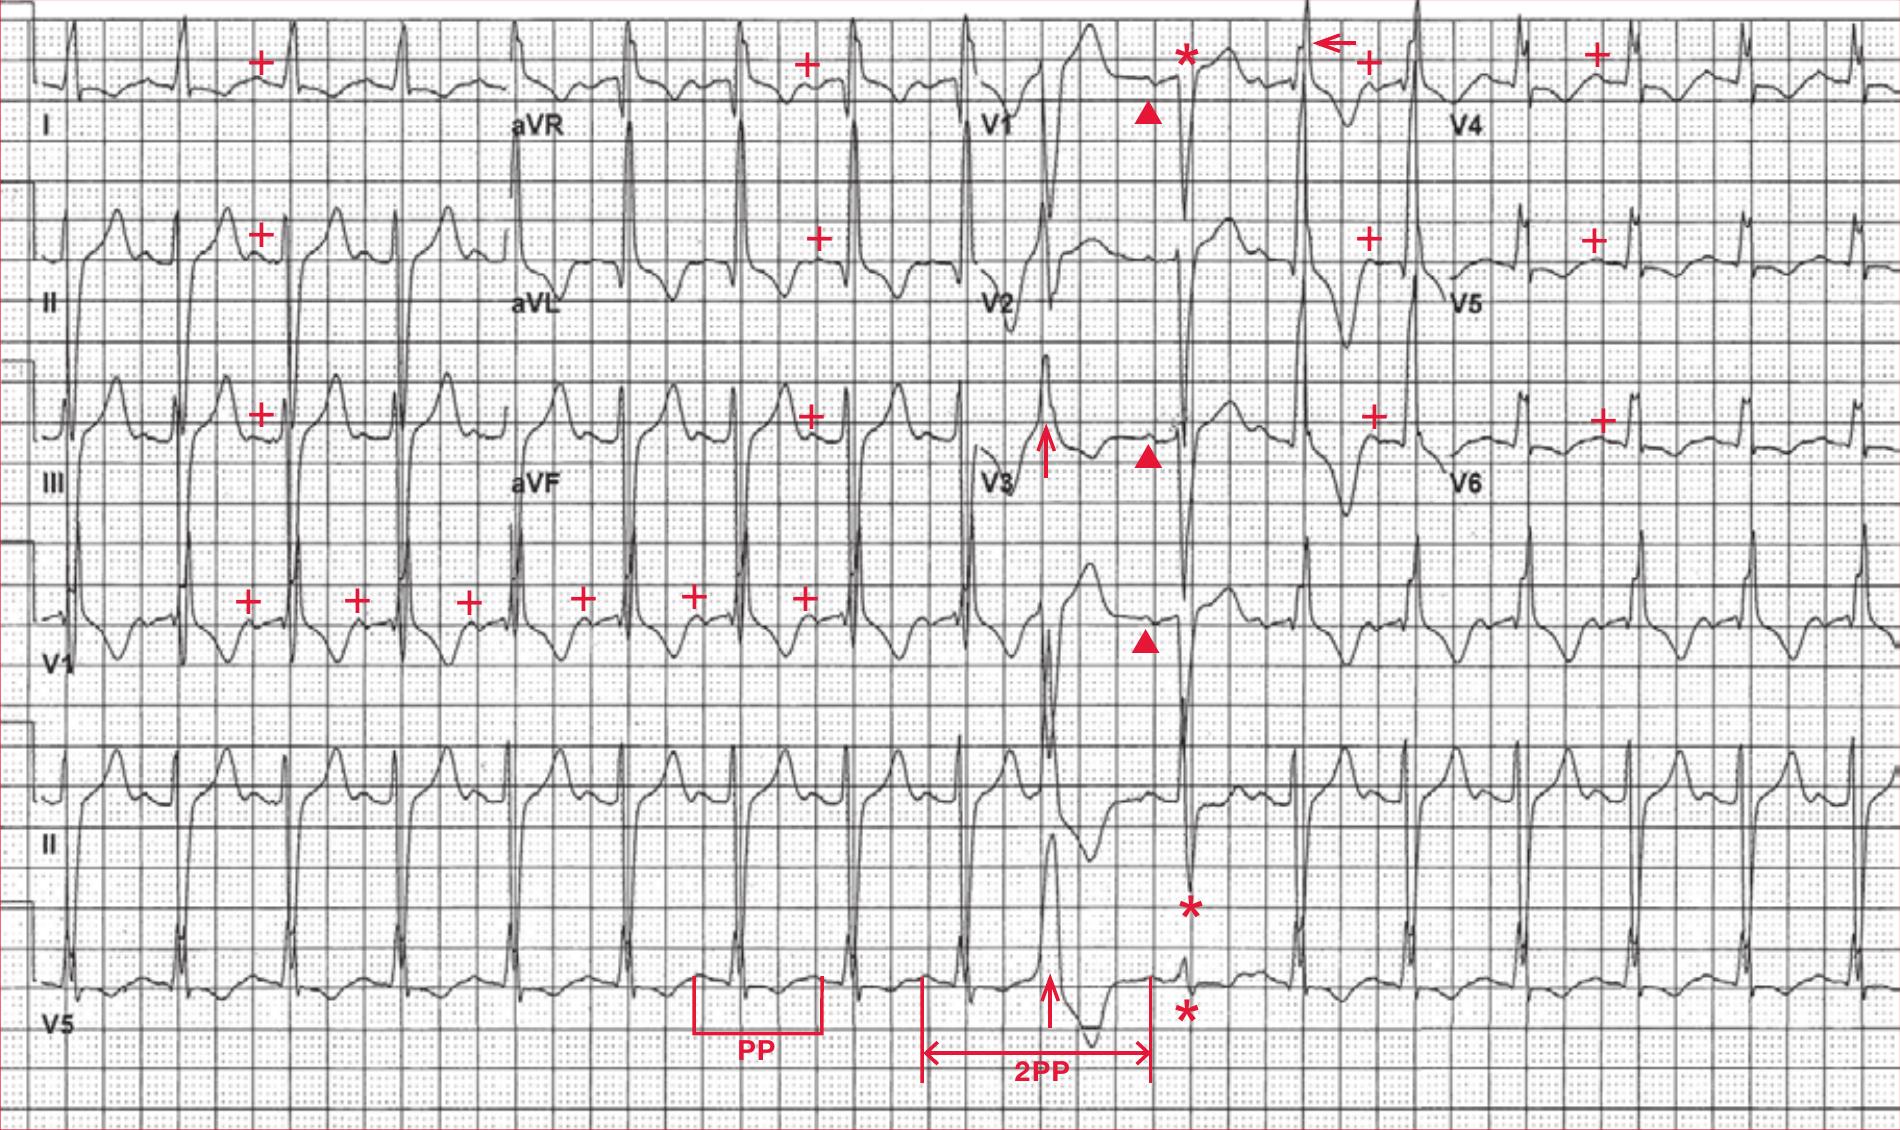 I aVR V1 V4
II aVL V2 V5
III aVF V3 V6
V1
II
V5
PP
2PP